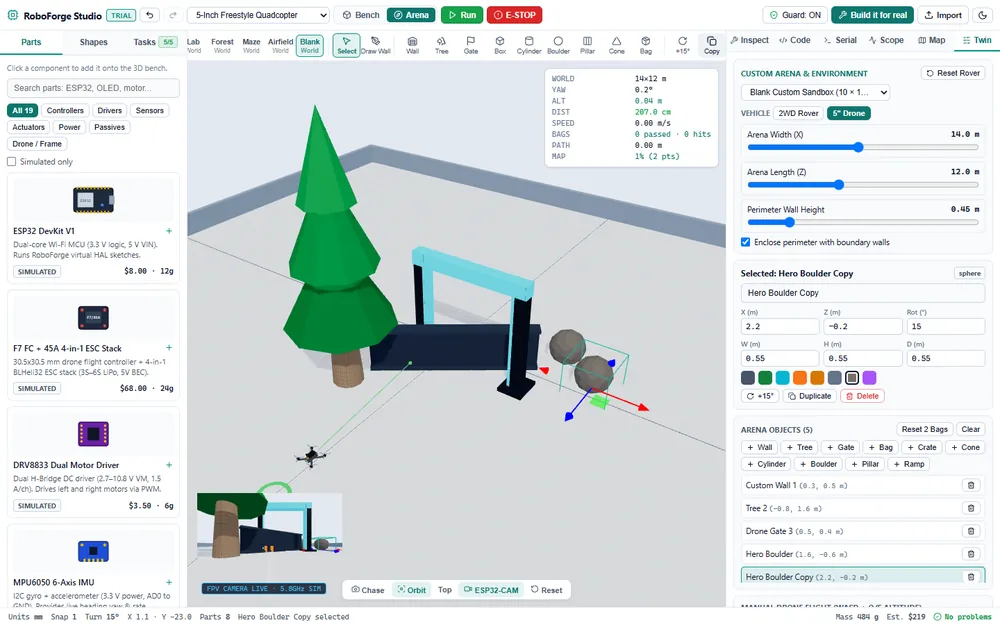 RoboForge Studio TRIAL
5-Inch Freestyle Quadcopter
Bench Arena Run E-STOP
Guard: ON Build it for real Import
Parts Shapes Tasks 5/5
Lab World
Forest World
Maze World
Airfield World
Blank World
Select Draw Wall Wall Tree Gate Box Cylinder Boulder Pillar Cone Bag +15° Copy
Inspect Code Serial Scope Map Twin
Click a component to add it onto the 3D bench.
Search parts: ESP32, OLED, motor...
All 19 Controllers Drivers Sensors
Actuators Power Passives
Drone / Frame
Simulated only
ESP32 DevKit V1 +
Dual-core Wi-Fi MCU (3.3 V logic, 5 V VIN).
Runs RoboForge virtual HAL sketches.
SIMULATED $8.00 · 12g
F7/45A
F7 FC + 45A 4-in-1 ESC Stack +
30.5x30.5 mm drone flight controller + 4-in-1
BLHeli32 ESC stack (3S–6S LiPo, 5V BEC).
SIMULATED $68.00 · 24g
DRV8833 Dual Motor Driver +
Dual H-Bridge DC driver (2.7–10.8 V VM, 1.5
A/ch). Drives left and right motors via PWM.
SIMULATED $3.50 · 6g
MPU6050 6-Axis IMU +
I2C gyro + accelerometer (3.3 V power, AD0 to
GND). Provides live heading yaw & rate
WORLD 14×12 m
YAW 0.2°
ALT 0.04 m
DIST 207.0 cm
SPEED 0.00 m/s
BAGS 0 passed · 0 hits
PATH 0.00 m
MAP 1% (2 pts)
FPV CAMERA LIVE · 5.8GHz SIM
Chase Orbit Top ESP32-CAM Reset
CUSTOM ARENA & ENVIRONMENT Reset Rover
Blank Custom Sandbox (10 × 1...
VEHICLE 2WD Rover 5" Drone
Arena Width (X) 14.0 m
Arena Length (Z) 12.0 m
Perimeter Wall Height 0.45 m
Enclose perimeter with boundary walls
Selected: Hero Boulder Copy sphere
Hero Boulder Copy
X (m) Z (m) Rot (°)
2.2 −0.2 15
W (m) H (m) D (m)
0.55 0.55 0.55
+15° Duplicate Delete
ARENA OBJECTS (5) Reset 2 Bags Clear
+ Wall + Tree + Gate + Bag + Crate + Cone
+ Cylinder + Boulder + Pillar + Ramp
Custom Wall 1 (0.3, 0.5 m)
Tree 2 (−0.8, 1.6 m)
Drone Gate 3 (0.5, 0.4 m)
Hero Boulder (1.6, −0.6 m)
Hero Boulder Copy (2.2, −0.2 m)
Units mm Snap 1 Turn 15° X 1.1 · Y −23.0 Parts 8 Hero Boulder Copy selected
Mass 484 g Est. $219 No problems